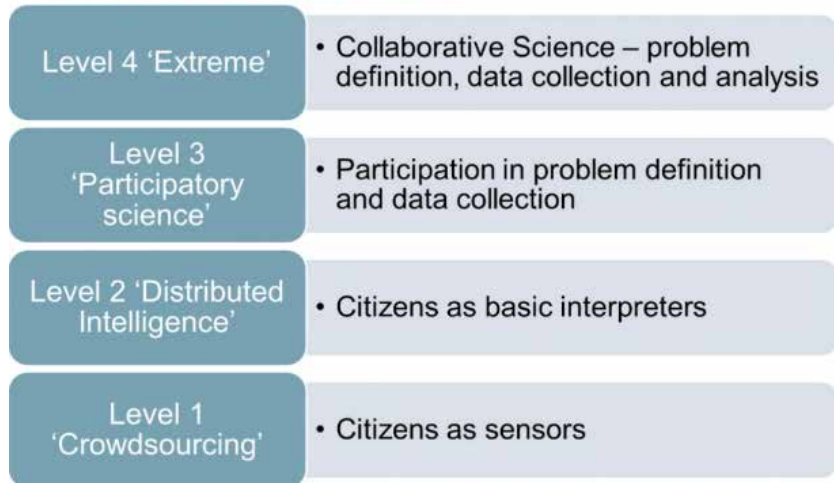 Level 4 ‘Extreme’
• Collaborative Science – problem
definition, data collection and analysis
Level 3
‘Participatory
science’
• Participation in problem definition
and data collection
Level 2 ‘Distributed
Intelligence’
• Citizens as basic interpreters
Level 1
‘Crowdsourcing’
• Citizens as sensors